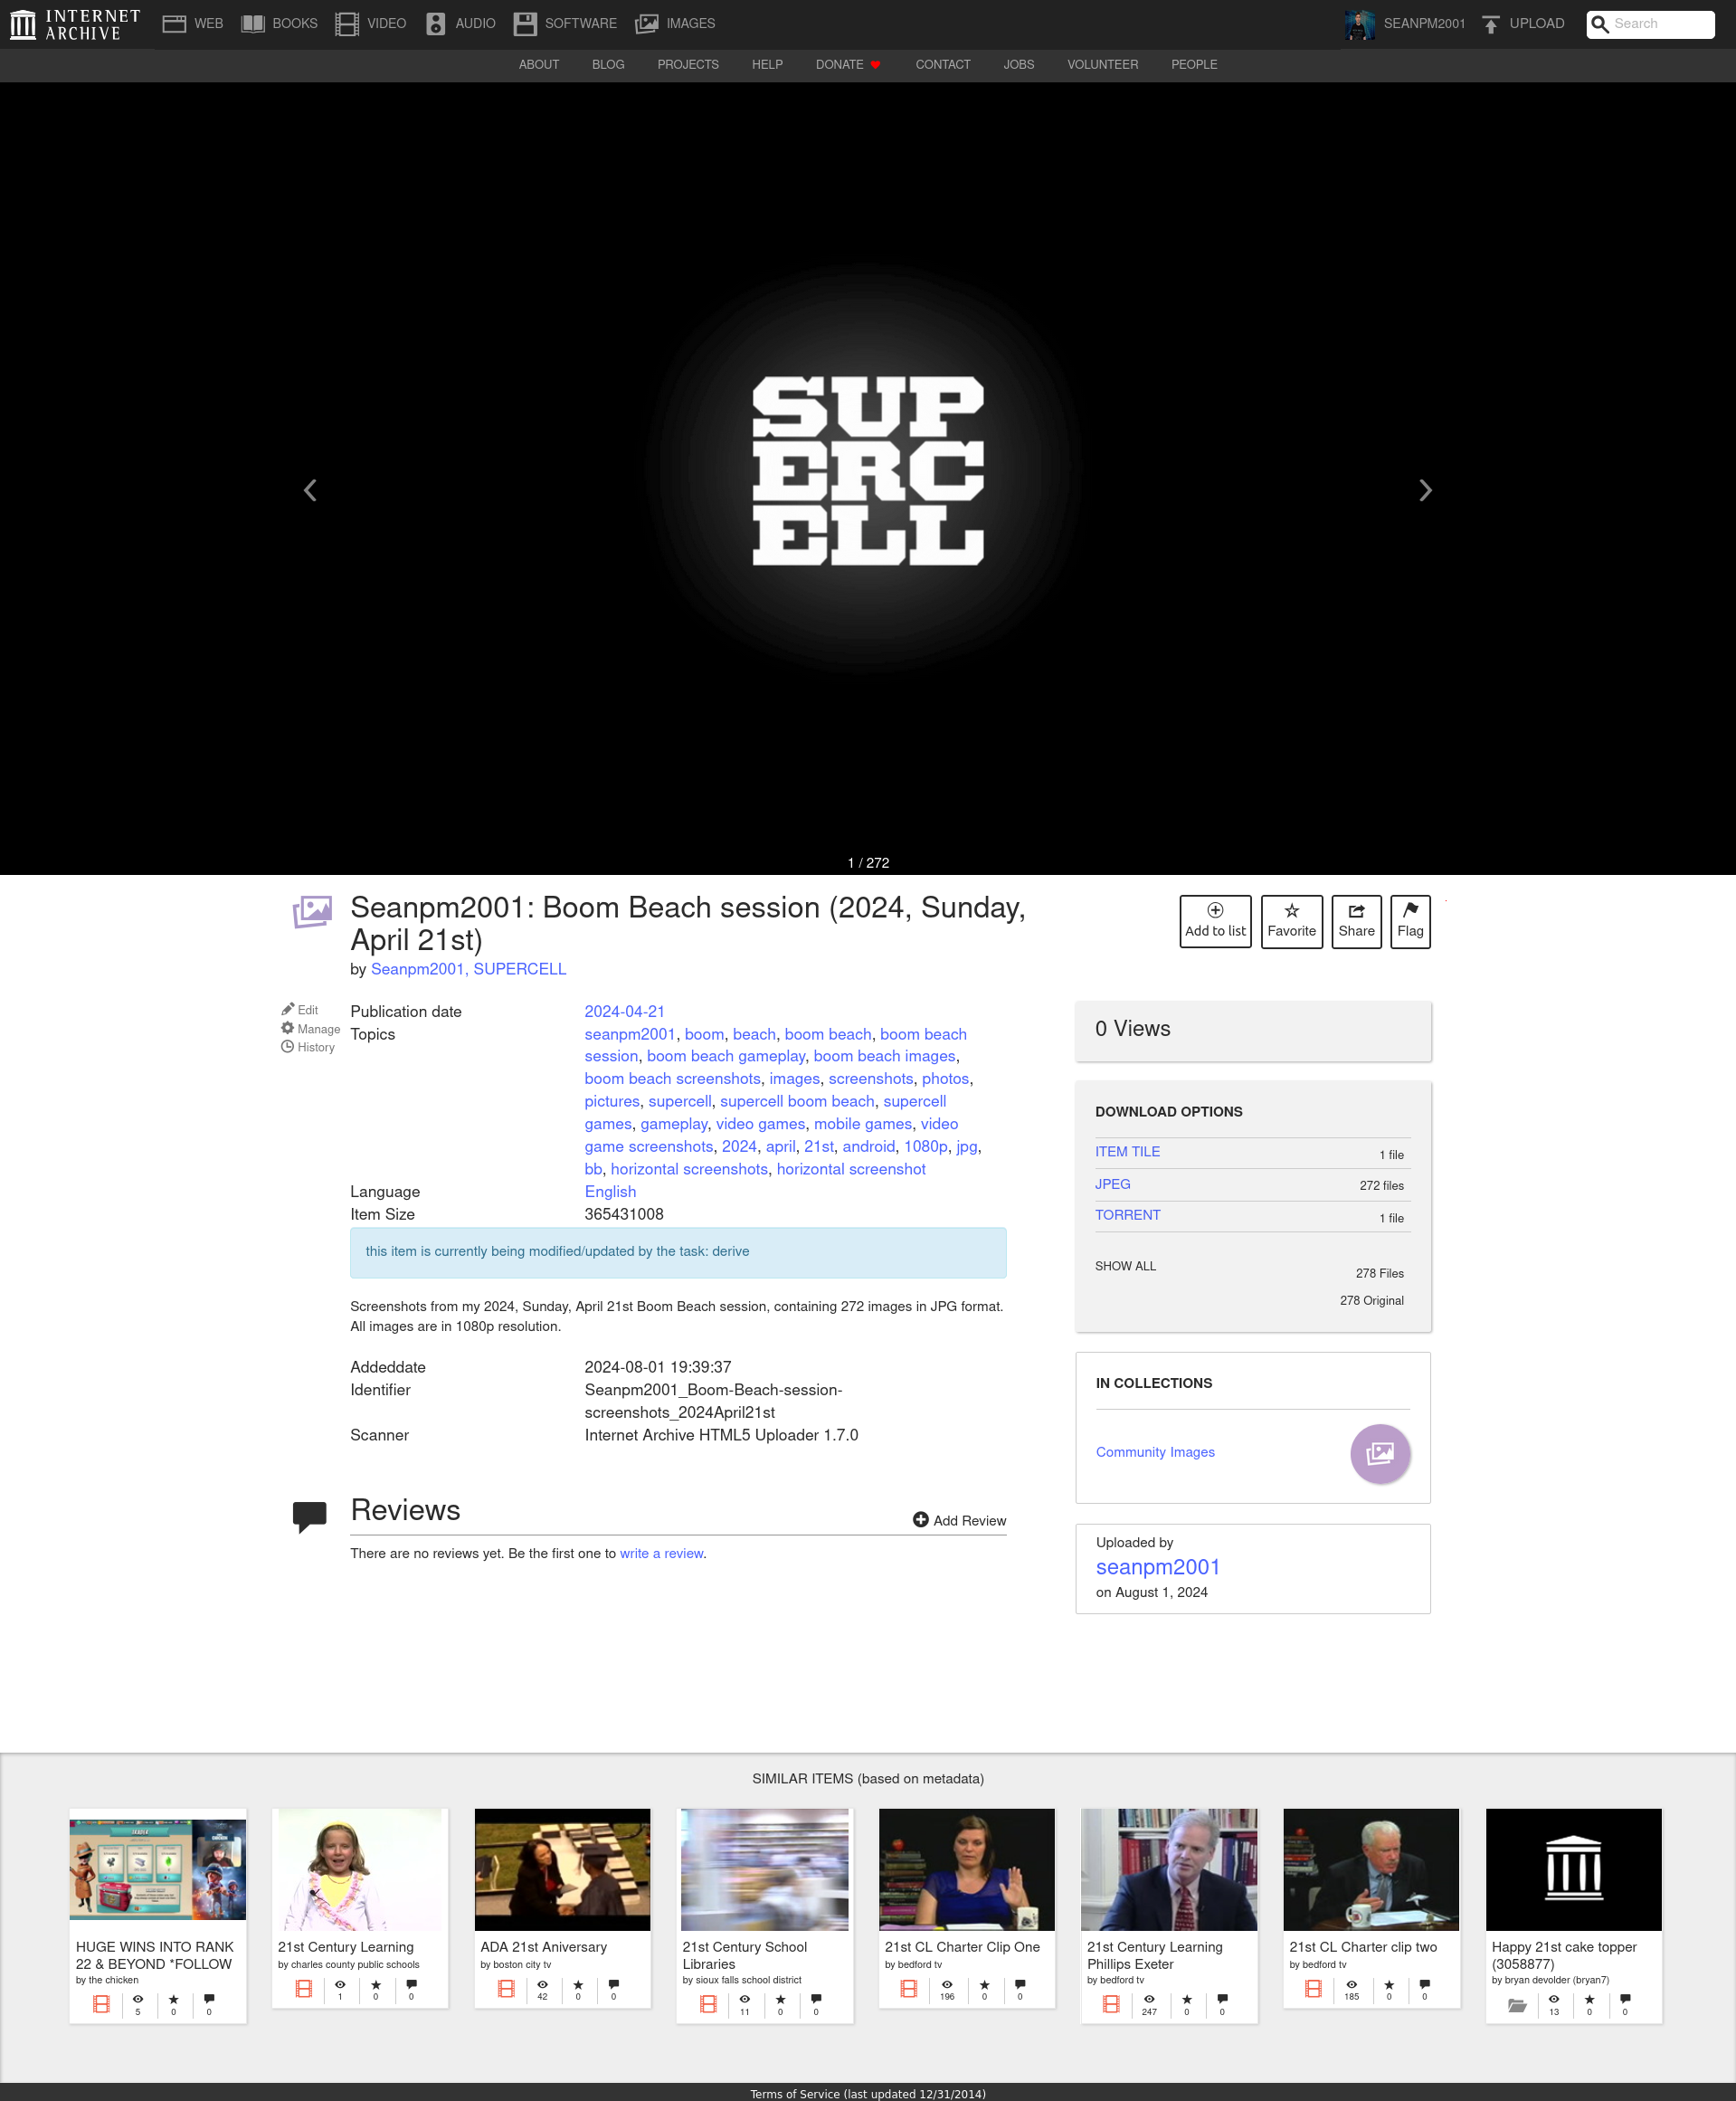 INTERNET
ARCHIVE
WEB
BOOKS
VIDEO
AUDIO
SOFTWARE
IMAGES
SEANPM2001
UPLOAD
Search
ABOUT
BLOG
PROJECTS
HELP
DONATE
CONTACT
JOBS
VOLUNTEER
PEOPLE
SUP
ERC
ELL
1 / 272
Seanpm2001: Boom Beach session (2024, Sunday,
April 21st)
by Seanpm2001, SUPERCELL
Add to list
Favorite
Share
Flag
Edit
Manage
History
Publication date 2024-04-21
Topics seanpm2001, boom, beach, boom beach, boom beach
session, boom beach gameplay, boom beach images,
boom beach screenshots, images, screenshots, photos,
pictures, supercell, supercell boom beach, supercell
games, gameplay, video games, mobile games, video
game screenshots, 2024, april, 21st, android, 1080p, jpg,
bb, horizontal screenshots, horizontal screenshot
Language English
Item Size 365431008
this item is currently being modified/updated by the task: derive
Screenshots from my 2024, Sunday, April 21st Boom Beach session, containing 272 images in JPG format.
All images are in 1080p resolution.
Addeddate 2024-08-01 19:39:37
Identifier Seanpm2001_Boom-Beach-session-
screenshots_2024April21st
Scanner Internet Archive HTML5 Uploader 1.7.0
Reviews
Add Review
There are no reviews yet. Be the first one to write a review.
0 Views
DOWNLOAD OPTIONS
ITEM TILE 1 file
JPEG 272 files
TORRENT 1 file
SHOW ALL 278 Files
278 Original
IN COLLECTIONS
Community Images
Uploaded by
seanpm2001
on August 1, 2024
SIMILAR ITEMS (based on metadata)
HUGE WINS INTO RANK
22 & BEYOND *FOLLOW
by the chicken
5 0 0
21st Century Learning
by charles county public schools
1 0 0
ADA 21st Aniversary
by boston city tv
42 0 0
21st Century School
Libraries
by sioux falls school district
11 0 0
21st CL Charter Clip One
by bedford tv
196 0 0
21st Century Learning
Phillips Exeter
by bedford tv
247 0 0
21st CL Charter clip two
by bedford tv
185 0 0
Happy 21st cake topper
(3058877)
by bryan devolder (bryan7)
13 0 0
Terms of Service (last updated 12/31/2014)